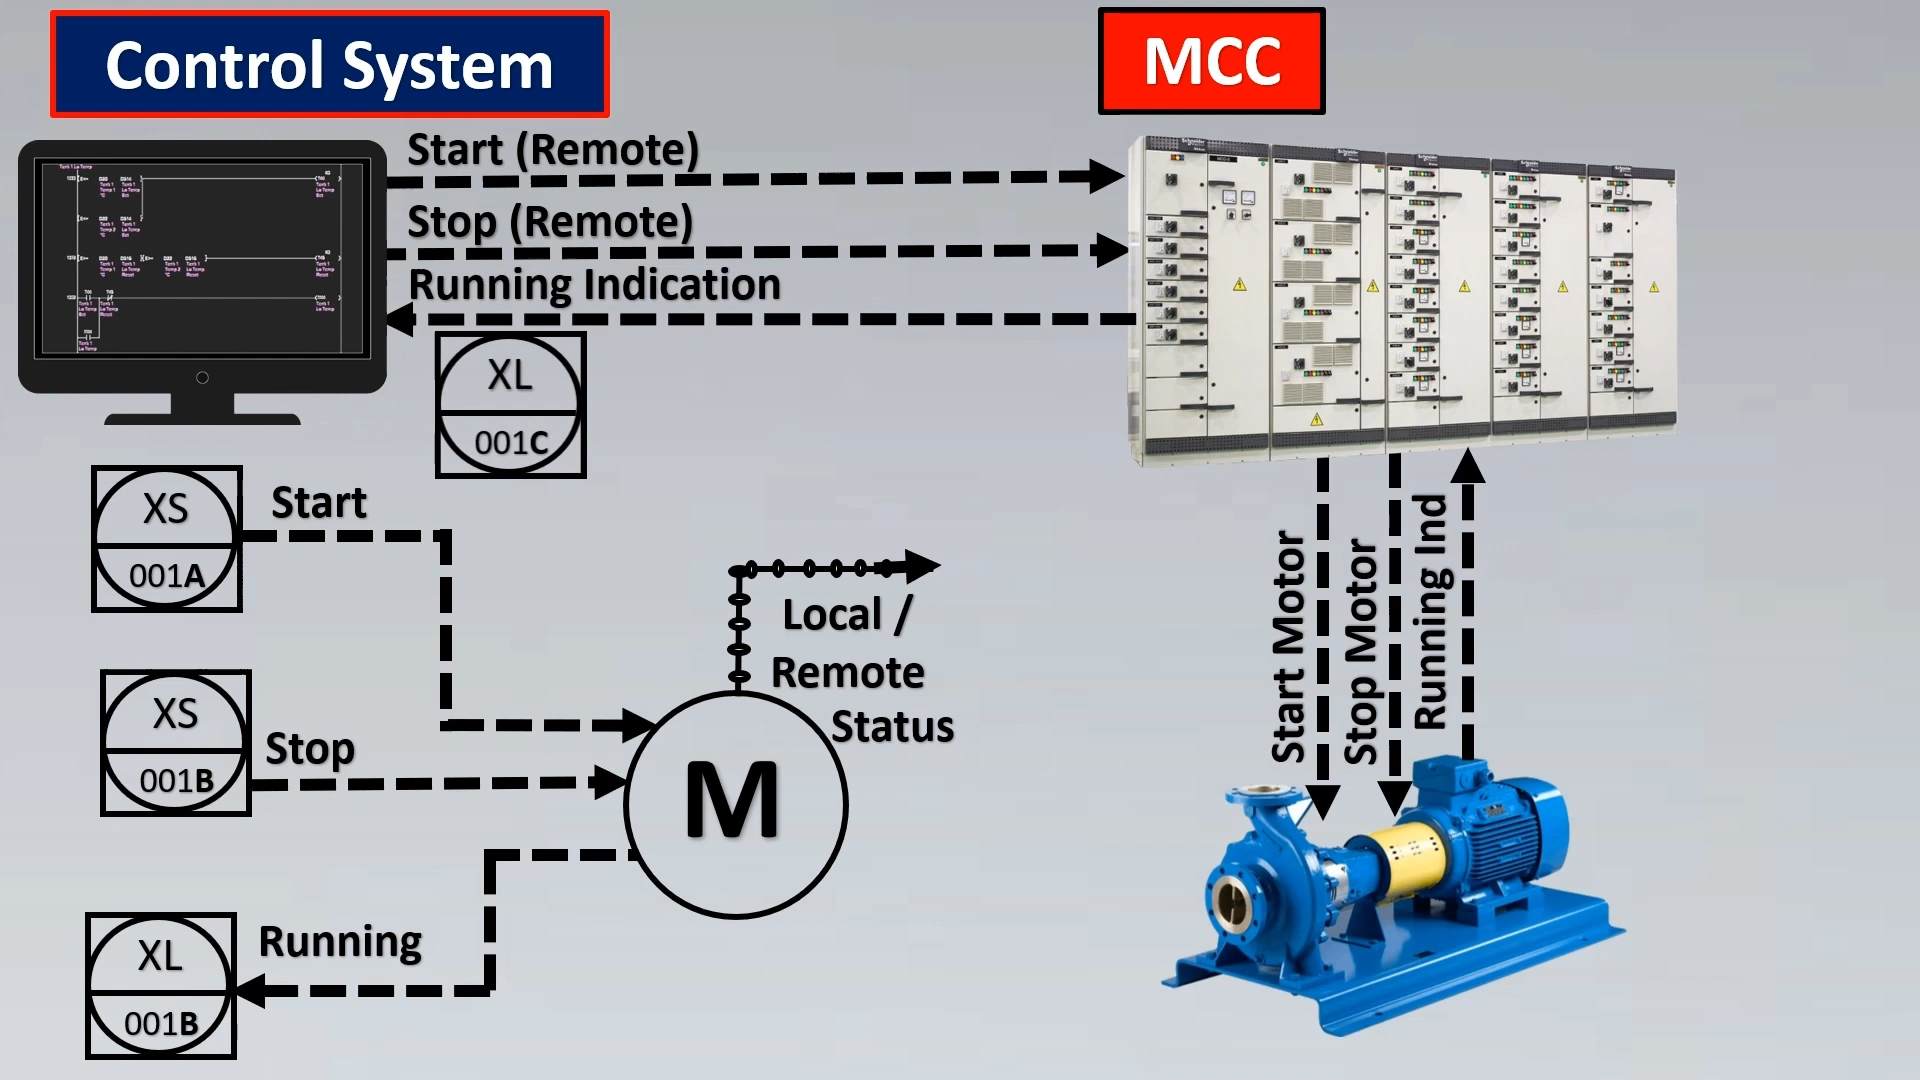 Control System
MCC
Start (Remote)
Stop (Remote)
Running Indication
XL
001C
XS
001A
Start
XS
001B
Stop
XL
001B
Running
M
Local /
Remote
Status
Start Motor
Stop Motor
Running Ind